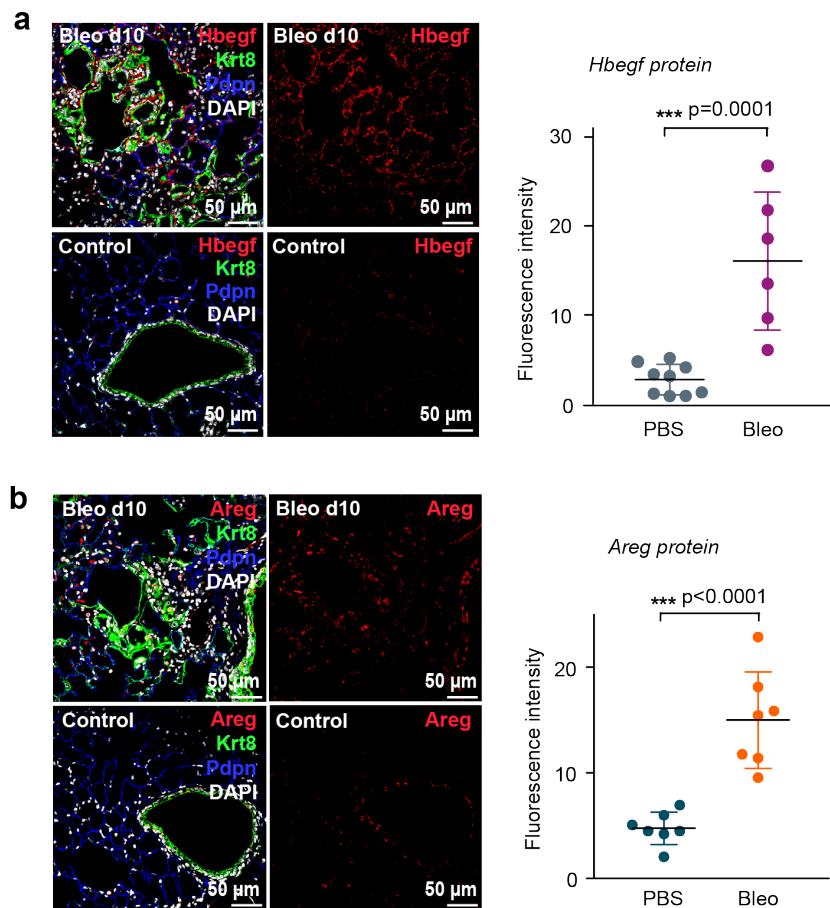 a
Bleo d10 Hbegf
Krt8
Pdpn
DAPI
50 µm
Bleo d10 Hbegf
50 µm
Control Hbegf
Krt8
Pdpn
DAPI
50 µm
Control Hbegf
50 µm
Hbegf protein
*** p=0.0001
Fluorescence intensity
30
20
10
0
PBS Bleo
b
Bleo d10 Areg
Krt8
Pdpn
DAPI
50 µm
Bleo d10 Areg
50 µm
Control Areg
Krt8
Pdpn
DAPI
50 µm
Control Areg
50 µm
Areg protein
*** p<0.0001
Fluorescence intensity
20
10
0
PBS Bleo